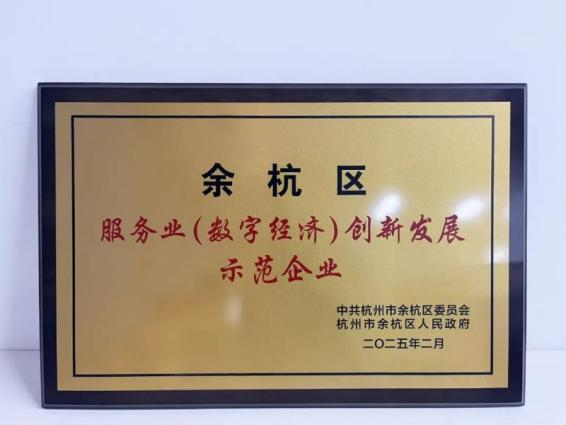 余杭区
服务业(数字经济)创新发展
示范企业
中共杭州市余杭区委员会
杭州市余杭区人民政府
二〇二五年二月